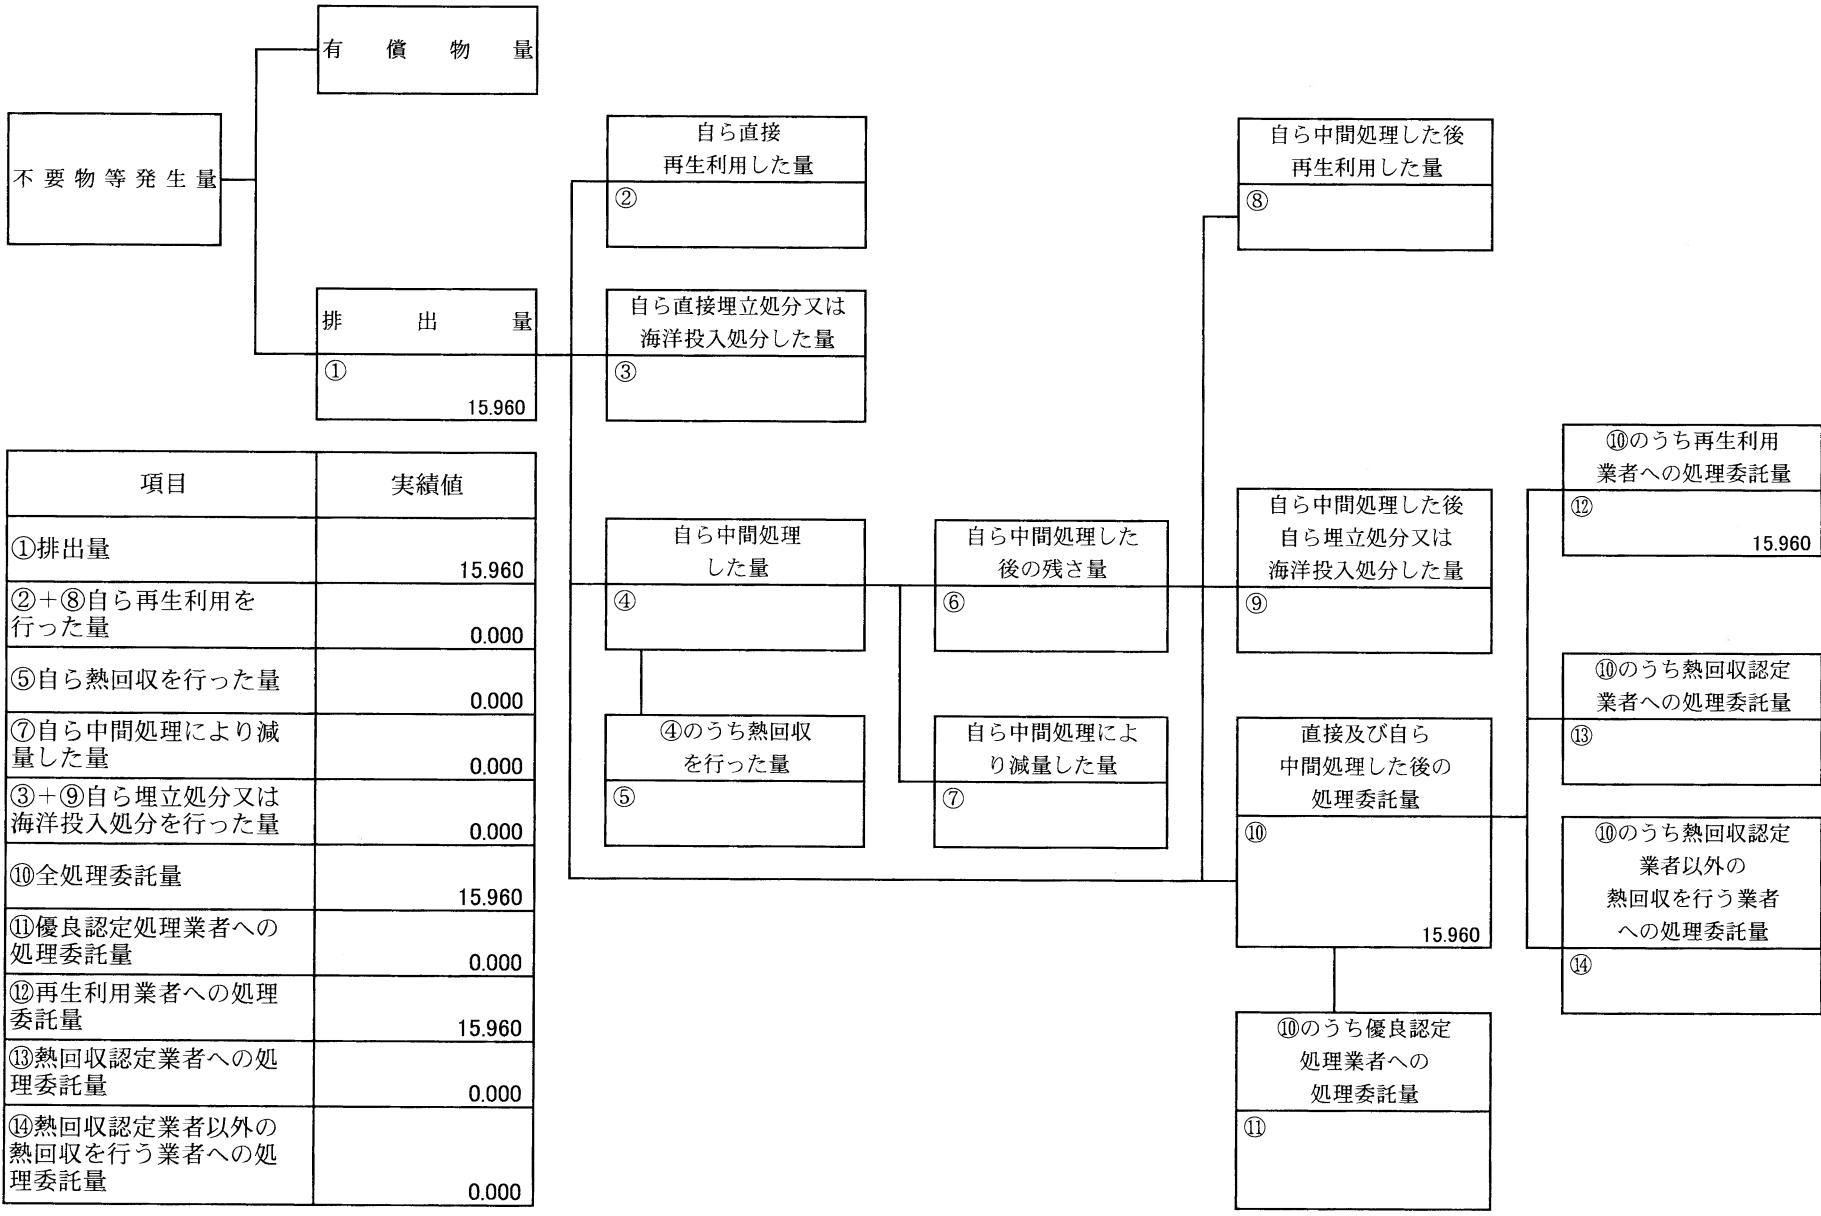 有償物量
不要物等発生量
排出量
①
15.960
自ら直接
再生利用した量
②
自ら直接埋立処分又は
海洋投入処分した量
③
自ら中間処理
した量
④
④のうち熱回収
を行った量
⑤
自ら中間処理した
後の残さ量
⑥
自ら中間処理によ
り減量した量
⑦
自ら中間処理した後
再生利用した量
⑧
自ら中間処理した後
自ら埋立処分又は
海洋投入処分した量
⑨
直接及び自ら
中間処理した後の
処理委託量
⑩
15.960
⑩のうち優良認定
処理業者への
処理委託量
⑪
⑩のうち再生利用
業者への処理委託量
⑫
15.960
⑩のうち熱回収認定
業者への処理委託量
⑬
⑩のうち熱回収認定
業者以外の
熱回収を行う業者
への処理委託量
⑭
項目 実績値
①排出量
15.960
②+⑧自ら再生利用を
行った量
0.000
⑤自ら熱回収を行った量
0.000
⑦自ら中間処理により減
量した量
0.000
③+⑨自ら埋立処分又は
海洋投入処分を行った量
0.000
⑩全処理委託量
15.960
⑪優良認定処理業者への
処理委託量
0.000
⑫再生利用業者への処理
委託量
15.960
⑬熱回収認定業者への処
理委託量
0.000
⑭熱回収認定業者以外の
熱回収を行う業者への処
理委託量
0.000